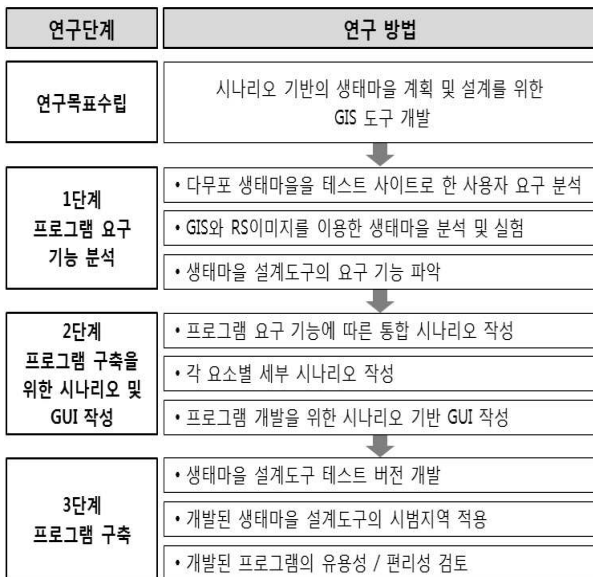 연구단계
연구 방법
연구목표수립
시나리오 기반의 생태마을 계획 및 설계를 위한
GIS 도구 개발
1단계
프로그램 요구
기능 분석
• 다무포 생태마을을 테스트 사이트로 한 사용자 요구 분석
• GIS와 RS이미지를 이용한 생태마을 분석 및 실험
• 생태마을 설계도구의 요구 기능 파악
2단계
프로그램 구축을
위한 시나리오 및
GUI 작성
• 프로그램 요구 기능에 따른 통합 시나리오 작성
• 각 요소별 세부 시나리오 작성
• 프로그램 개발을 위한 시나리오 기반 GUI 작성
3단계
프로그램 구축
• 생태마을 설계도구 테스트 버전 개발
• 개발된 생태마을 설계도구의 시범지역 적용
• 개발된 프로그램의 유용성 / 편리성 검토